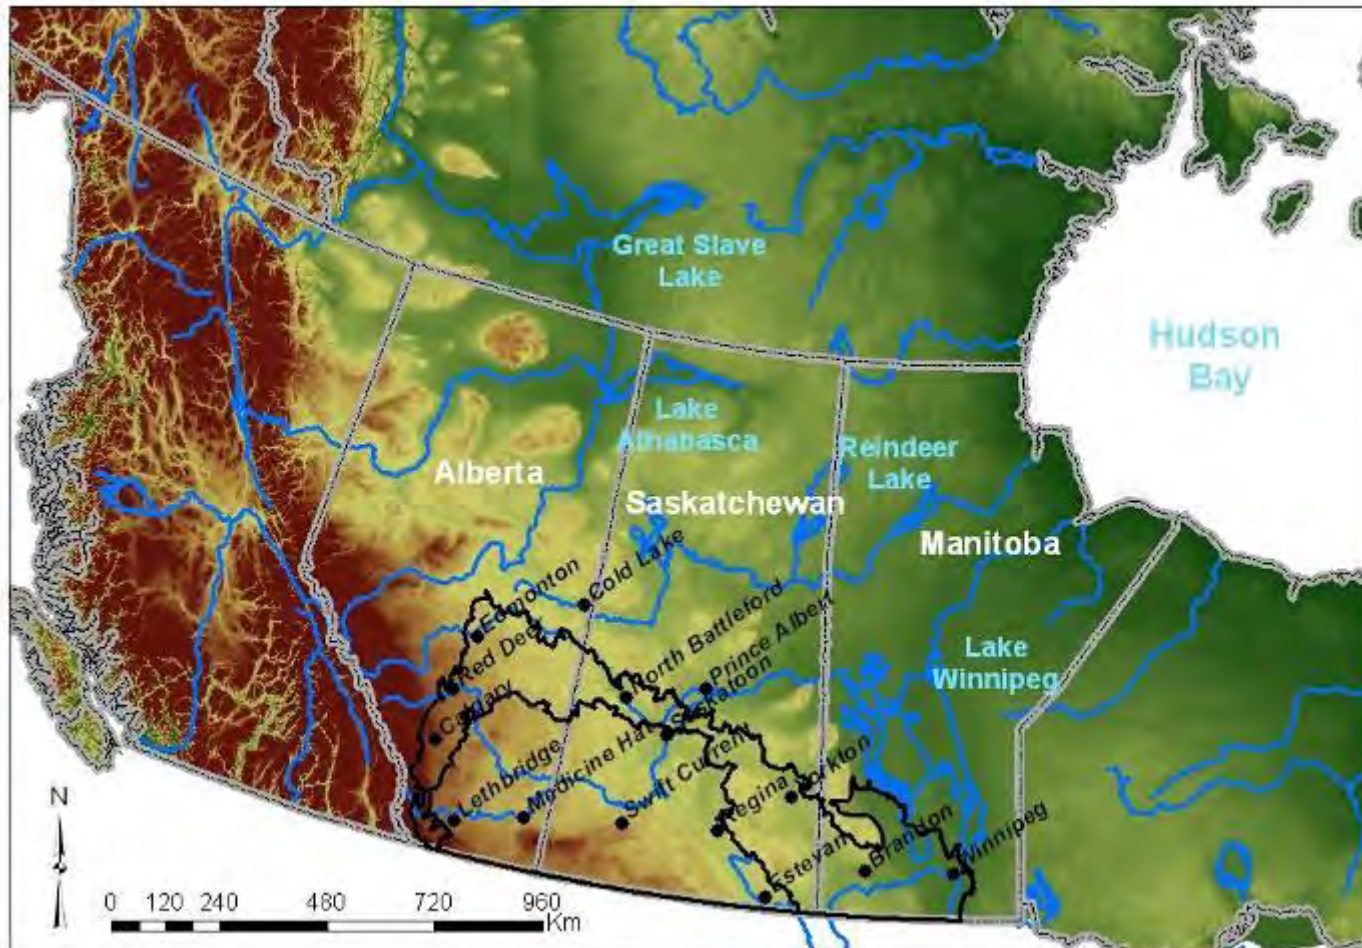 Great Slave
Lake
Hudson
Bay
Lake
Athabasca
Reindeer
Lake
Alberta
Saskatchewan
Manitoba
Cold Lake
Edmonton
Red Deer
North Battleford
Prince Albert
Lake
Winnipeg
Calgary
Saskatoon
Lethbridge
Medicine Hat
Swift Current
Regina
Yorkton
Estevan
Brandon
Winnipeg
N
0 120 240 480 720 960
Km